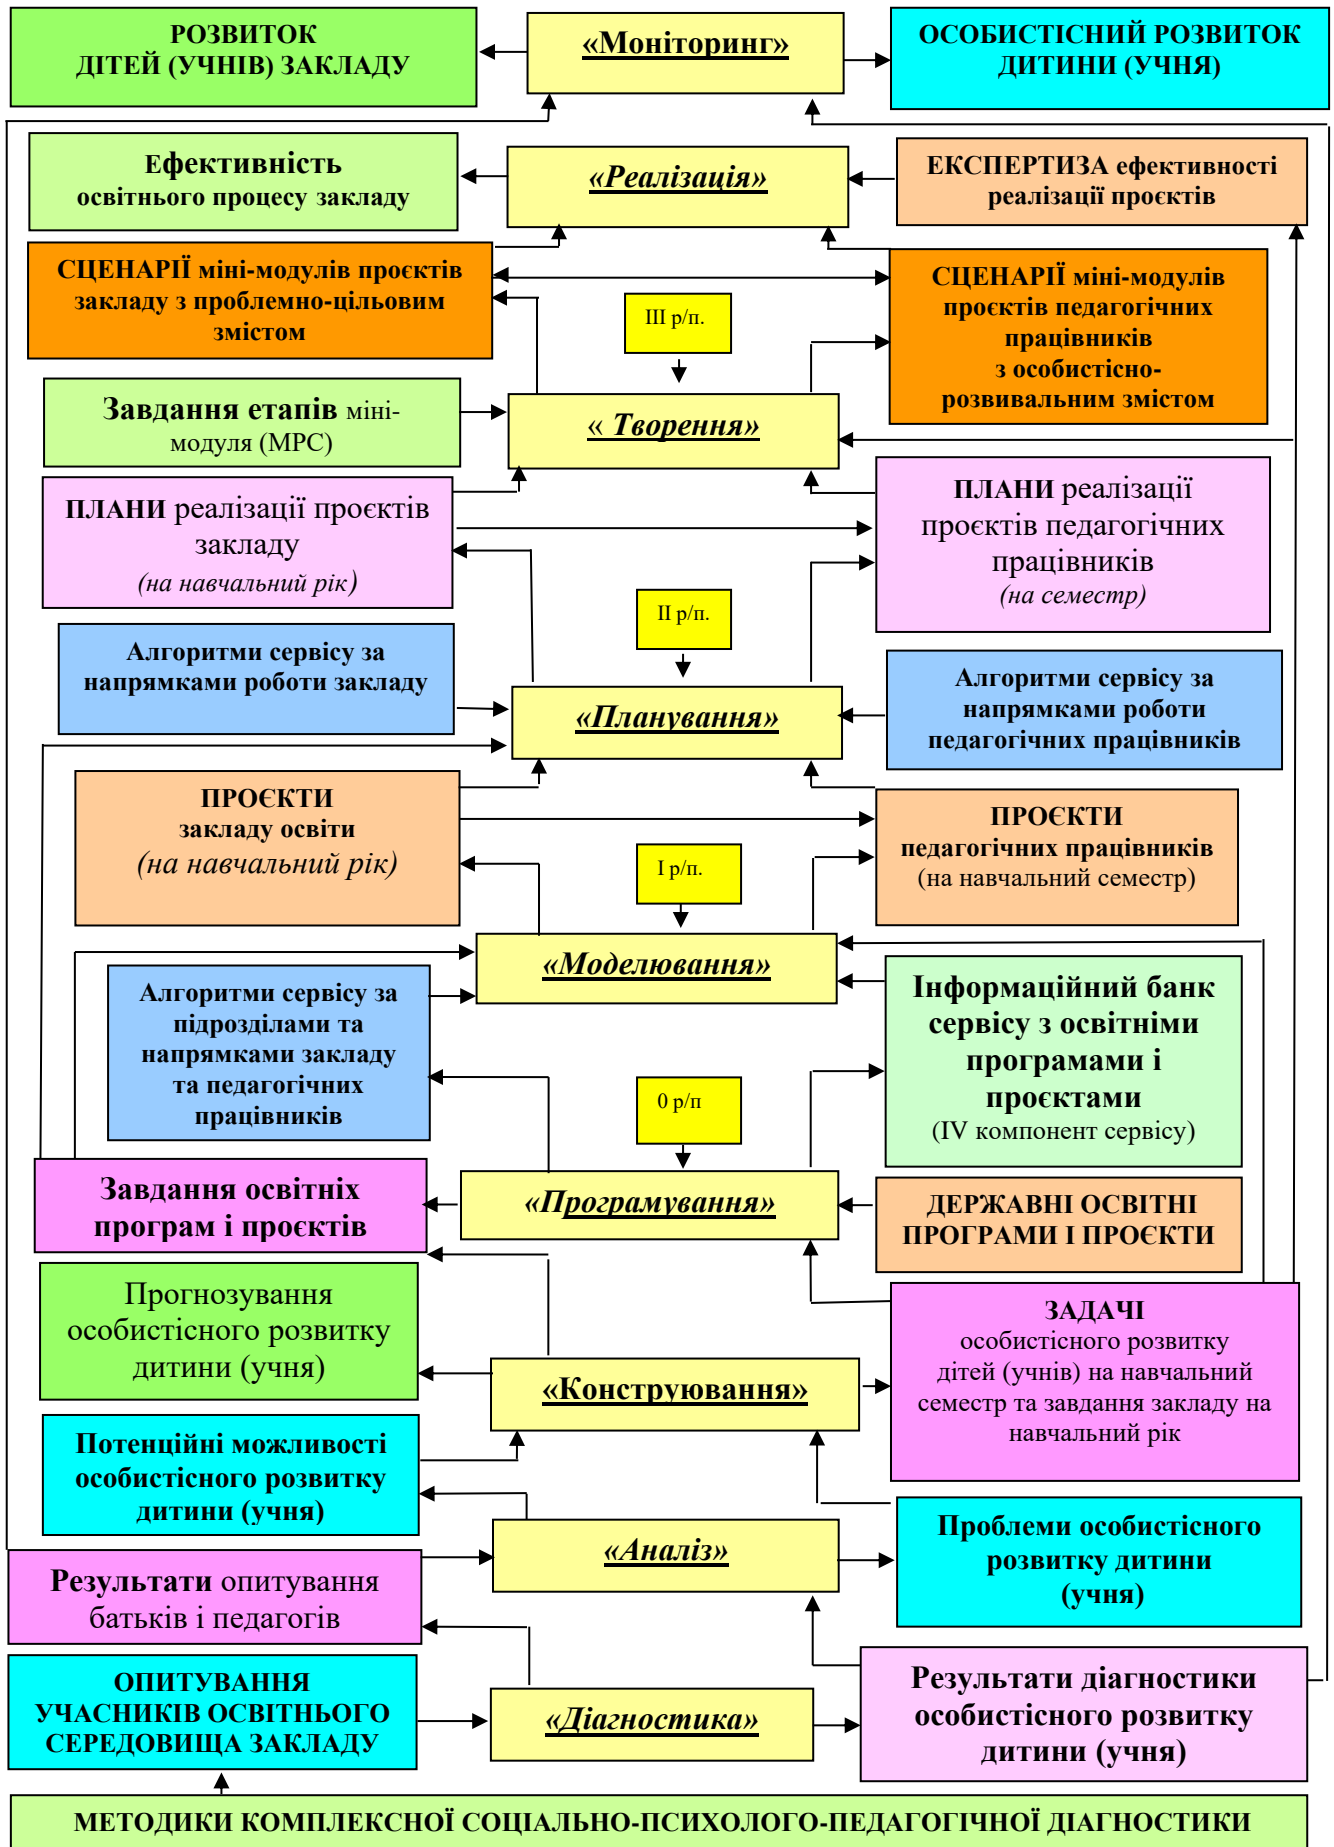 РОЗВИТОК
ДІТЕЙ (УЧНІВ) ЗАКЛАДУ
«Моніторинг»
ОСОБИСТІСНИЙ РОЗВИТОК
ДИТИНИ (УЧНЯ)
Ефективність
освітнього процесу закладу
«Реалізація»
ЕКСПЕРТИЗА ефективності
реалізації проєктів
СЦЕНАРІЇ міні-модулів проєктів
закладу з проблемно-цільовим
змістом
ІІІ р/п.
СЦЕНАРІЇ міні-модулів
проєктів педагогічних
працівників
з особистісно-
розвивальним змістом
Завдання етапів міні-
модуля (МРС)
« Творення»
ПЛАНИ реалізації проєктів
закладу
(на навчальний рік)
ПЛАНИ реалізації
проєктів педагогічних
працівників
(на семестр)
ІІ р/п.
Алгоритми сервісу за
напрямками роботи закладу
«Планування»
Алгоритми сервісу за
напрямками роботи
педагогічних працівників
ПРОЄКТИ
закладу освіти
(на навчальний рік)
І р/п.
ПРОЄКТИ
педагогічних працівників
(на навчальний семестр)
«Моделювання»
Алгоритми сервісу за
підрозділами та
напрямками закладу
та педагогічних
працівників
Інформаційний банк
сервісу з освітніми
програмами і
проєктами
(IV компонент сервісу)
0 р/п
Завдання освітніх
програм і проєктів
«Програмування»
ДЕРЖАВНІ ОСВІТНІ
ПРОГРАМИ І ПРОЄКТИ
Прогнозування
особистісного розвитку
дитини (учня)
«Конструювання»
ЗАДАЧІ
особистісного розвитку
дітей (учнів) на навчальний
семестр та завдання закладу на
навчальний рік
Потенційні можливості
особистісного розвитку
дитини (учня)
«Аналіз»
Проблеми особистісного
розвитку дитини
(учня)
Результати опитування
батьків і педагогів
ОПИТУВАННЯ
УЧАСНИКІВ ОСВІТНЬОГО
СЕРЕДОВИЩА ЗАКЛАДУ
«Діагностика»
Результати діагностики
особистісного розвитку
дитини (учня)
МЕТОДИКИ КОМПЛЕКСНОЇ СОЦІАЛЬНО-ПСИХОЛОГО-ПЕДАГОГІЧНОЇ ДІАГНОСТИКИ